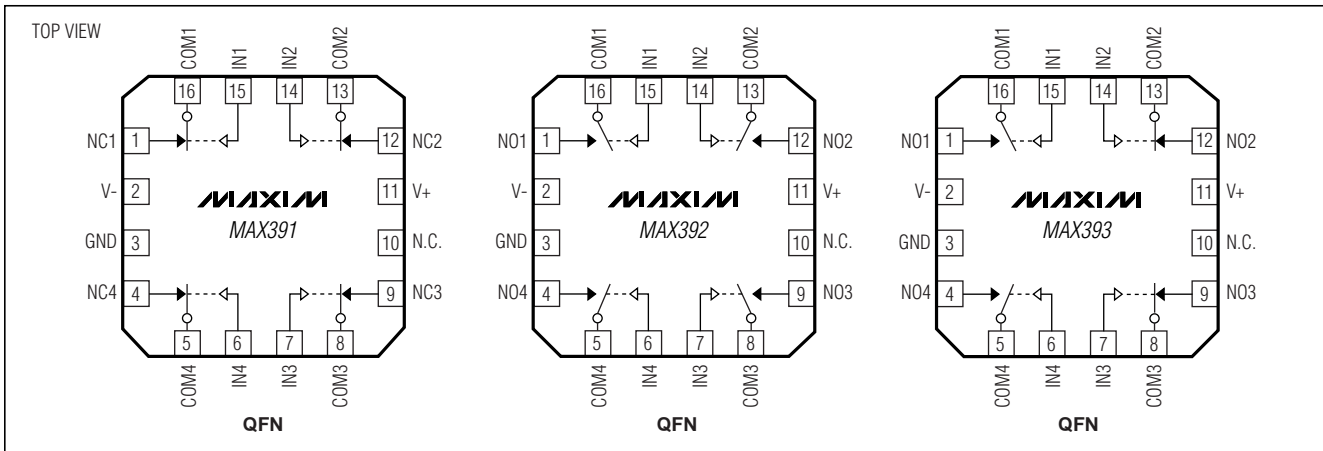 TOP VIEW
COM1 IN1 IN2 COM2
16 15 14 13
NC1 1 12 NC2
V- 2 11 V+
MAXIM
MAX391
GND 3 10 N.C.
NC4 4 9 NC3
5 6 7 8
COM4 IN4 IN3 COM3
QFN
COM1 IN1 IN2 COM2
16 15 14 13
NO1 1 12 NO2
V- 2 11 V+
MAXIM
MAX392
GND 3 10 N.C.
NO4 4 9 NO3
5 6 7 8
COM4 IN4 IN3 COM3
QFN
COM1 IN1 IN2 COM2
16 15 14 13
NO1 1 12 NO2
V- 2 11 V+
MAXIM
MAX393
GND 3 10 N.C.
NO4 4 9 NO3
5 6 7 8
COM4 IN4 IN3 COM3
QFN